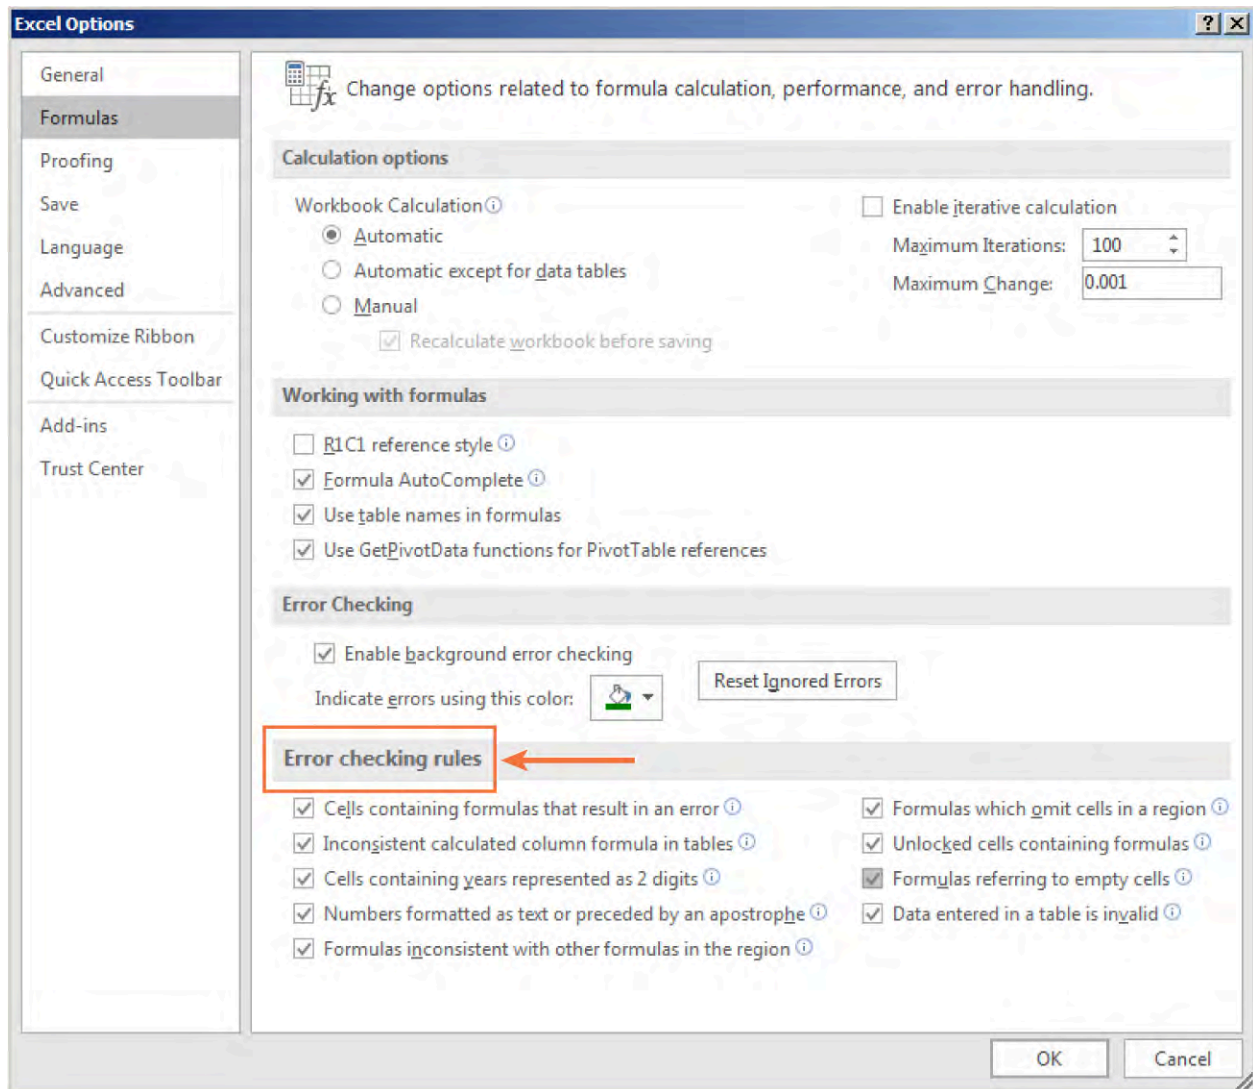 Excel Options
General
Formulas
Proofing
Save
Language
Advanced
Customize Ribbon
Quick Access Toolbar
Add-ins
Trust Center
Change options related to formula calculation, performance, and error handling.
Calculation options
Workbook Calculation
Automatic
Automatic except for data tables
Manual
Recalculate workbook before saving
Enable iterative calculation
Maximum Iterations: 100
Maximum Change: 0.001
Working with formulas
R1C1 reference style
Formula AutoComplete
Use table names in formulas
Use GetPivotData functions for PivotTable references
Error Checking
Enable background error checking
Indicate errors using this color:
Reset Ignored Errors
Error checking rules
Cells containing formulas that result in an error
Inconsistent calculated column formula in tables
Cells containing years represented as 2 digits
Numbers formatted as text or preceded by an apostrophe
Formulas inconsistent with other formulas in the region
Formulas which omit cells in a region
Unlocked cells containing formulas
Formulas referring to empty cells
Data entered in a table is invalid
OK
Cancel